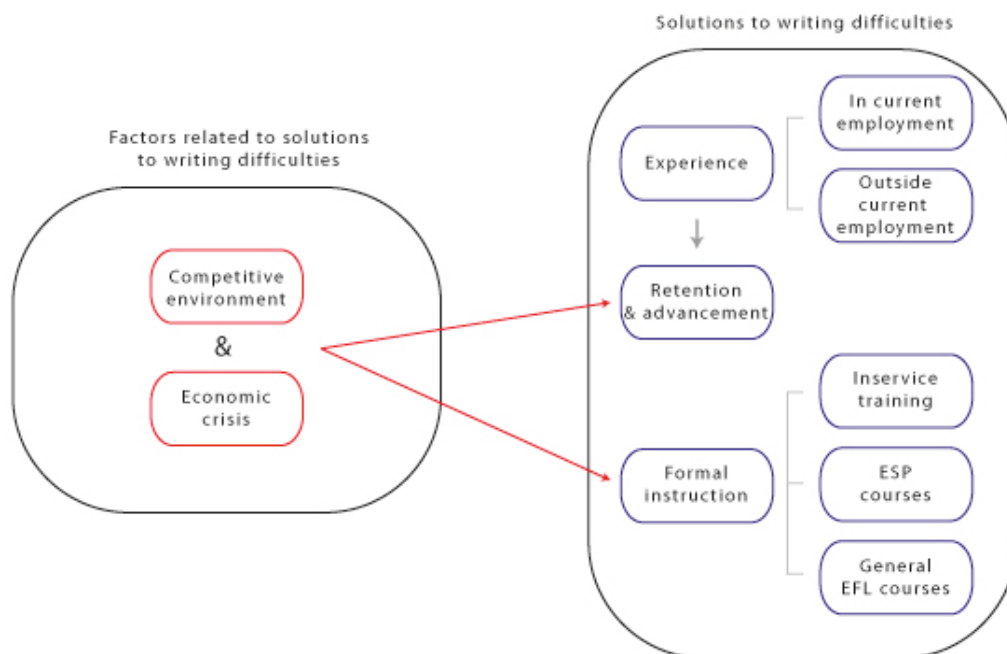 Solutions to writing difficulties
Factors related to solutions
to writing difficulties
Competitive
environment
&
Economic
crisis
Experience
In current
employment
Outside
current
employment
Retention
& advancement
Formal
instruction
Inservice
training
ESP
courses
General
EFL courses